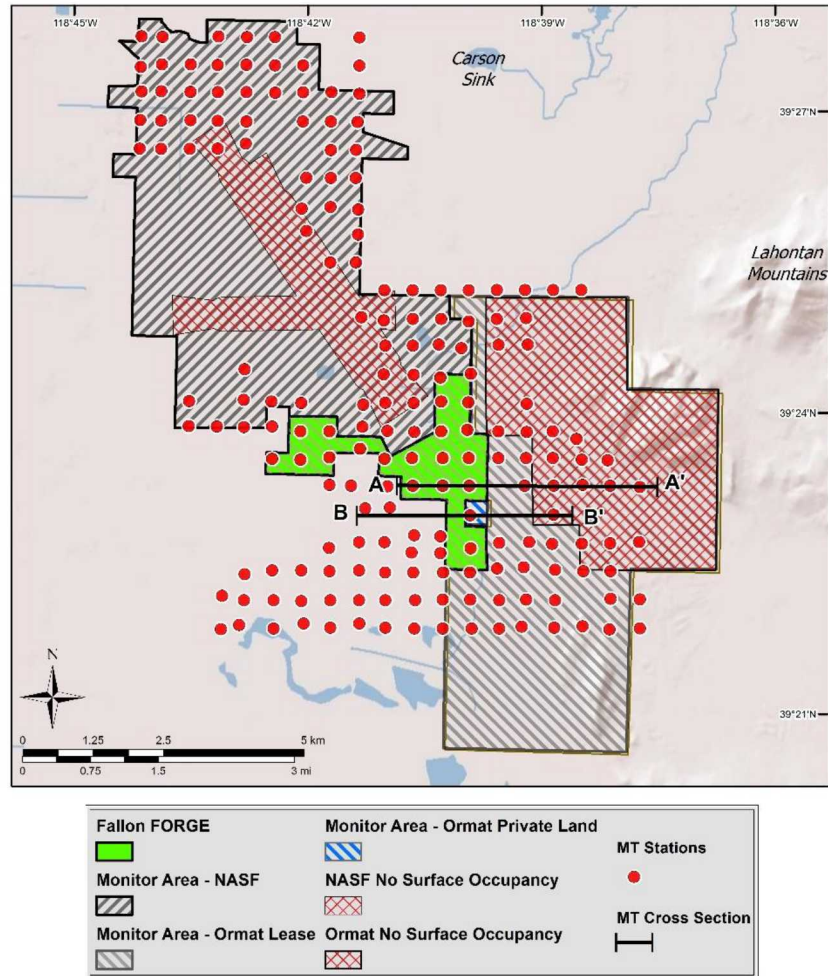 118°45'W 118°42'W 118°39'W 118°36'W
Carson
Sink
39°27'N
Lahontan
Mountains
39°24'N
A A'
B B'
N
39°21'N
0 1.25 2.5 5 km
0 0.75 1.5 3 mi
Fallon FORGE
Monitor Area - NASF
Monitor Area - Ormat Lease
Monitor Area - Ormat Private Land
NASF No Surface Occupancy
Ormat No Surface Occupancy
MT Stations
MT Cross Section